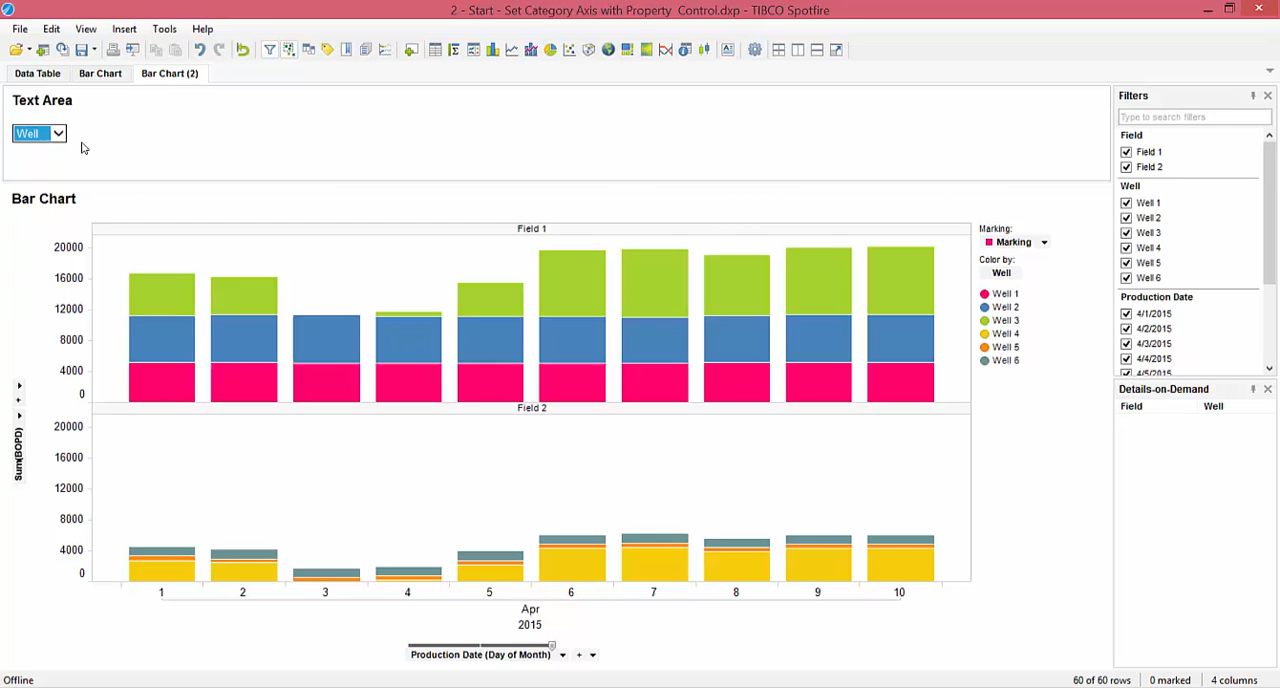 2 - Start - Set Category Axis with Property Control.dxp - TIBCO Spotfire
File Edit View Insert Tools Help
Data Table Bar Chart Bar Chart (2)
Text Area
Well
Bar Chart
Field 1
20000
16000
12000
8000
4000
0
Field 2
20000
16000
12000
8000
4000
0
Sum(BOPD)
1 2 3 4 5 6 7 8 9 10
Apr
2015
Production Date (Day of Month)
Marking:
Marking
Color by:
Well
Well 1
Well 2
Well 3
Well 4
Well 5
Well 6
Filters
Type to search filters
Field
Field 1
Field 2
Well
Well 1
Well 2
Well 3
Well 4
Well 5
Well 6
Production Date
4/1/2015
4/2/2015
4/3/2015
4/4/2015
4/5/2015
Details-on-Demand
Field Well
Offline
60 of 60 rows 0 marked 4 columns